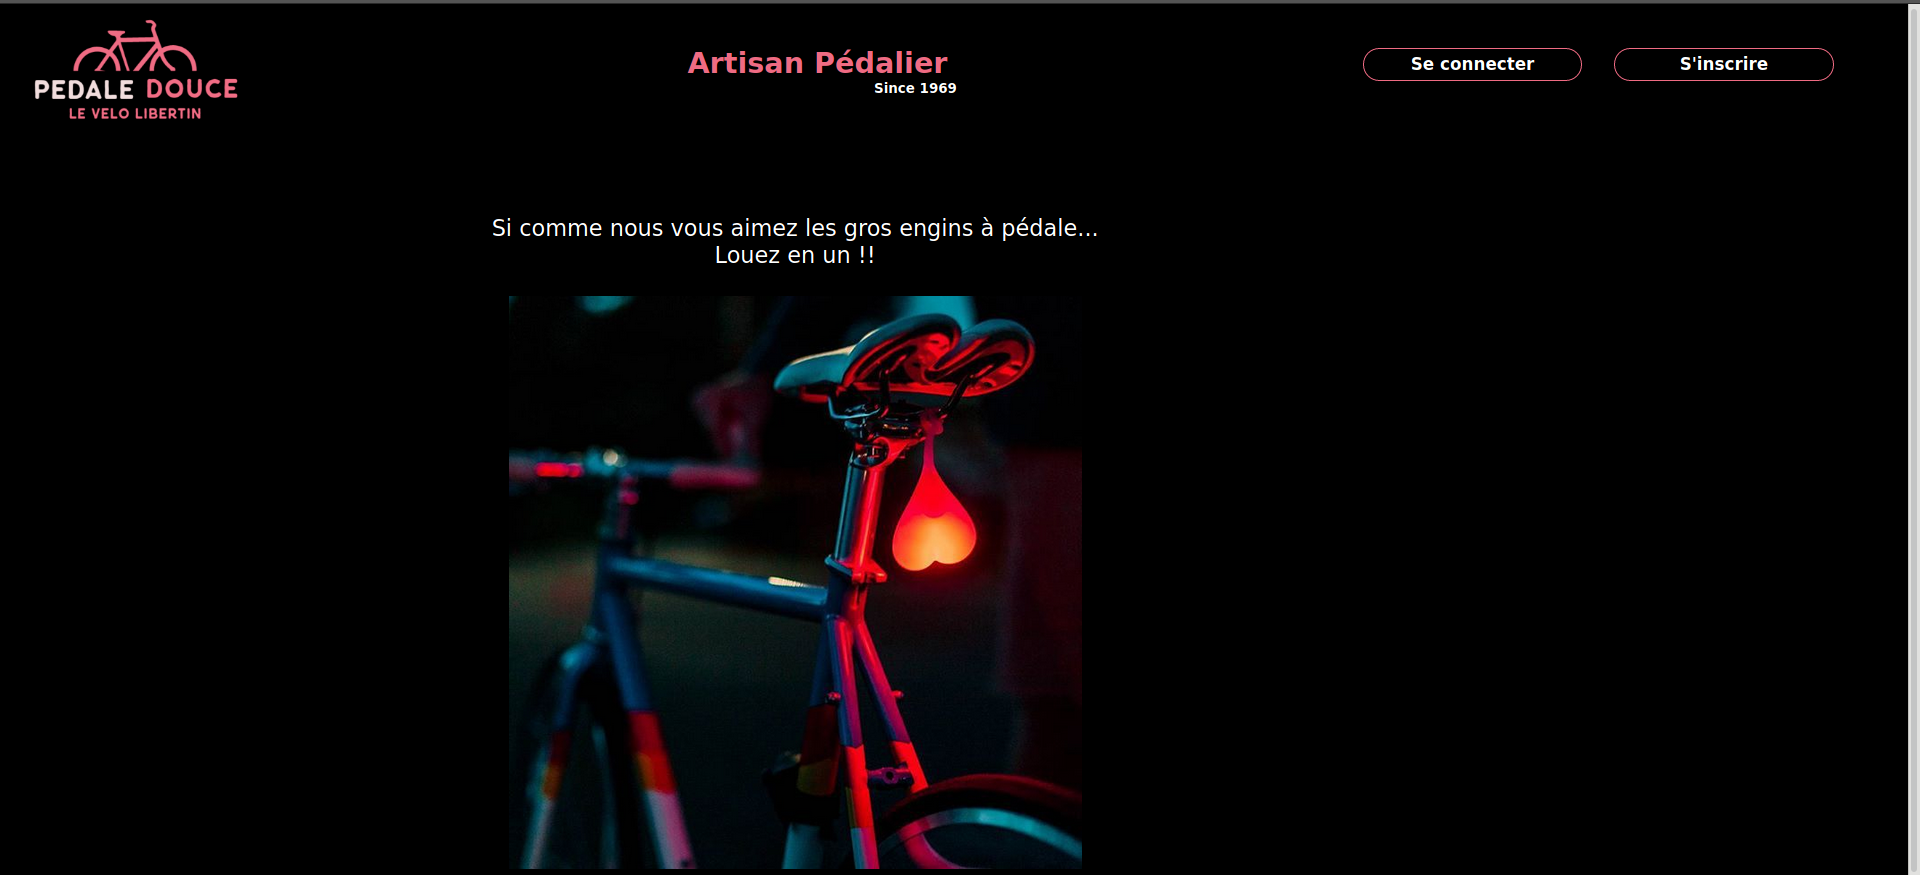 PEDALE DOUCE
LE VELO LIBERTIN
Artisan Pédalier
Since 1969
Se connecter
S'inscrire
Si comme nous vous aimez les gros engins à pédale...
Louez en un !!